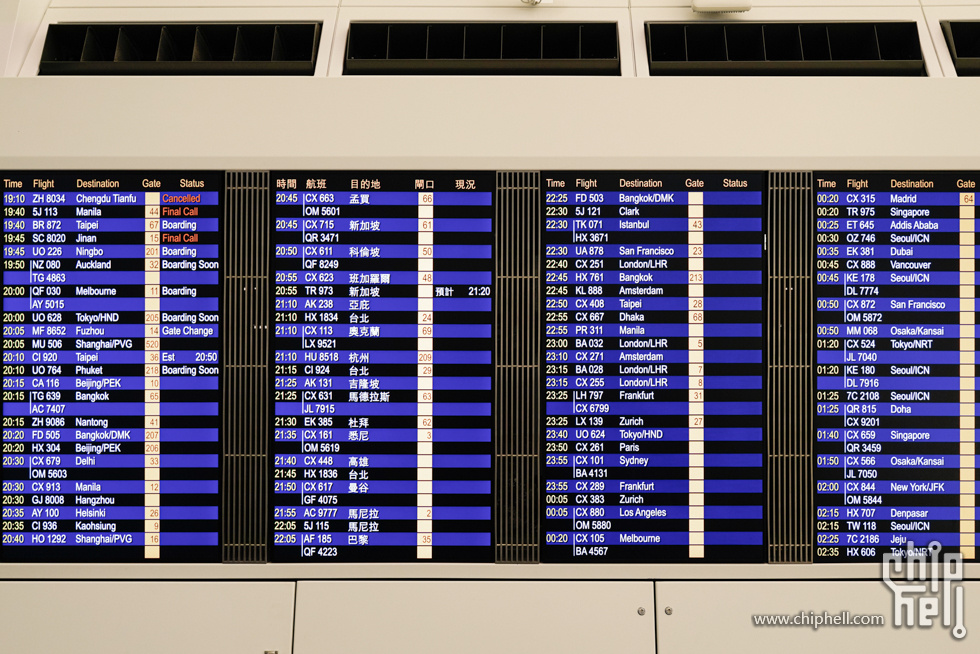 Time Flight Destination Gate Status
19:10 ZH 8034 Chengdu Tianfu Cancelled
19:40 5J 113 Manila 44 Final Call
19:40 BR 872 Taipei 67 Boarding
19:45 SC 8020 Jinan 15 Final Call
19:45 UO 226 Ningbo 201 Boarding
19:50 NZ 080 Auckland 32 Boarding Soon
TG 4863
20:00 QF 030 Melbourne 11 Boarding
AY 5015
20:00 UO 628 Tokyo/HND 205 Boarding Soon
20:05 MF 8652 Fuzhou 14 Gate Change
20:05 MU 506 Shanghai/PVG 520
20:10 CI 920 Taipei 36 Est 20:50
20:10 UO 764 Phuket 218 Boarding Soon
20:15 CA 116 Beijing/PEK 10
20:15 TG 639 Bangkok 65
AC 7407
20:15 ZH 9086 Nantong 41
20:20 FD 505 Bangkok/DMK 207
20:20 HX 304 Beijing/PEK 206
20:30 CX 679 Delhi 33
OM 5603
20:30 CX 913 Manila 12
20:30 GJ 8008 Hangzhou
20:35 AY 100 Helsinki 26
20:35 CI 936 Kaohsiung 9
20:40 HO 1292 Shanghai/PVG 16
時間 航班 目的地 閘口 現況
20:45 CX 663 孟買 66
OM 5601
20:45 CX 715 新加坡 61
QR 3471
20:50 CX 611 科倫坡 50
QF 8249
20:55 CX 623 班加羅爾 48
20:55 TR 973 新加坡 預計 21:20
21:10 AK 238 亞庇
21:10 HX 1834 台北 24
21:10 CX 113 奧克蘭 69
LX 9521
21:10 HU 8518 杭州 209
21:15 CI 924 台北 29
21:25 AK 131 吉隆坡
21:25 CX 631 馬德拉斯 63
JL 7915
21:30 EK 385 杜拜 62
21:35 CX 161 悉尼 3
OM 5619
21:40 CX 448 高雄
21:45 HX 1836 台北
21:50 CX 617 曼谷
GF 4075
21:55 AC 9777 馬尼拉 2
22:05 5J 115 馬尼拉
22:05 AF 185 巴黎 35
QF 4223
Time Flight Destination Gate Status
22:25 FD 503 Bangkok/DMK
22:30 5J 121 Clark
22:30 TK 071 Istanbul 43
HX 3671
22:30 UA 878 San Francisco 23
22:40 CX 251 London/LHR
22:45 HX 761 Bangkok 213
22:45 KL 888 Amsterdam
22:50 CX 408 Taipei 28
22:55 CX 667 Dhaka 68
22:55 PR 311 Manila
23:00 BA 032 London/LHR 5
23:10 CX 271 Amsterdam
23:15 BA 028 London/LHR 7
23:15 CX 255 London/LHR 8
23:25 LH 797 Frankfurt 31
CX 6799
23:25 LX 139 Zurich 27
23:40 UO 624 Tokyo/HND
23:50 CX 261 Paris
23:55 CX 101 Sydney
BA 4131
23:55 CX 289 Frankfurt
00:05 CX 383 Zurich
00:05 CX 880 Los Angeles
OM 5880
00:20 CX 105 Melbourne
BA 4567
Time Flight Destination Gate
00:20 CX 315 Madrid 64
00:20 TR 975 Singapore
00:25 ET 645 Addis Ababa
00:30 OZ 746 Seoul/ICN
00:35 EK 381 Dubai
00:45 CX 888 Vancouver
00:45 KE 178 Seoul/ICN
DL 7774
00:50 CX 872 San Francisco
OM 5872
00:50 MM 068 Osaka/Kansai
01:20 CX 524 Tokyo/NRT
JL 7040
01:20 KE 180 Seoul/ICN
DL 7916
01:25 7C 2108 Seoul/ICN
01:25 QR 815 Doha
CX 9201
01:40 CX 659 Singapore
QR 3459
01:50 CX 566 Osaka/Kansai
JL 7050
02:00 CX 844 New York/JFK
OM 5844
02:15 HX 707 Denpasar
02:15 TW 118 Seoul/ICN
02:25 7C 2186 Jeju
02:35 HX 606 Tokyo/NRT
www.chiphell.com
chip hell